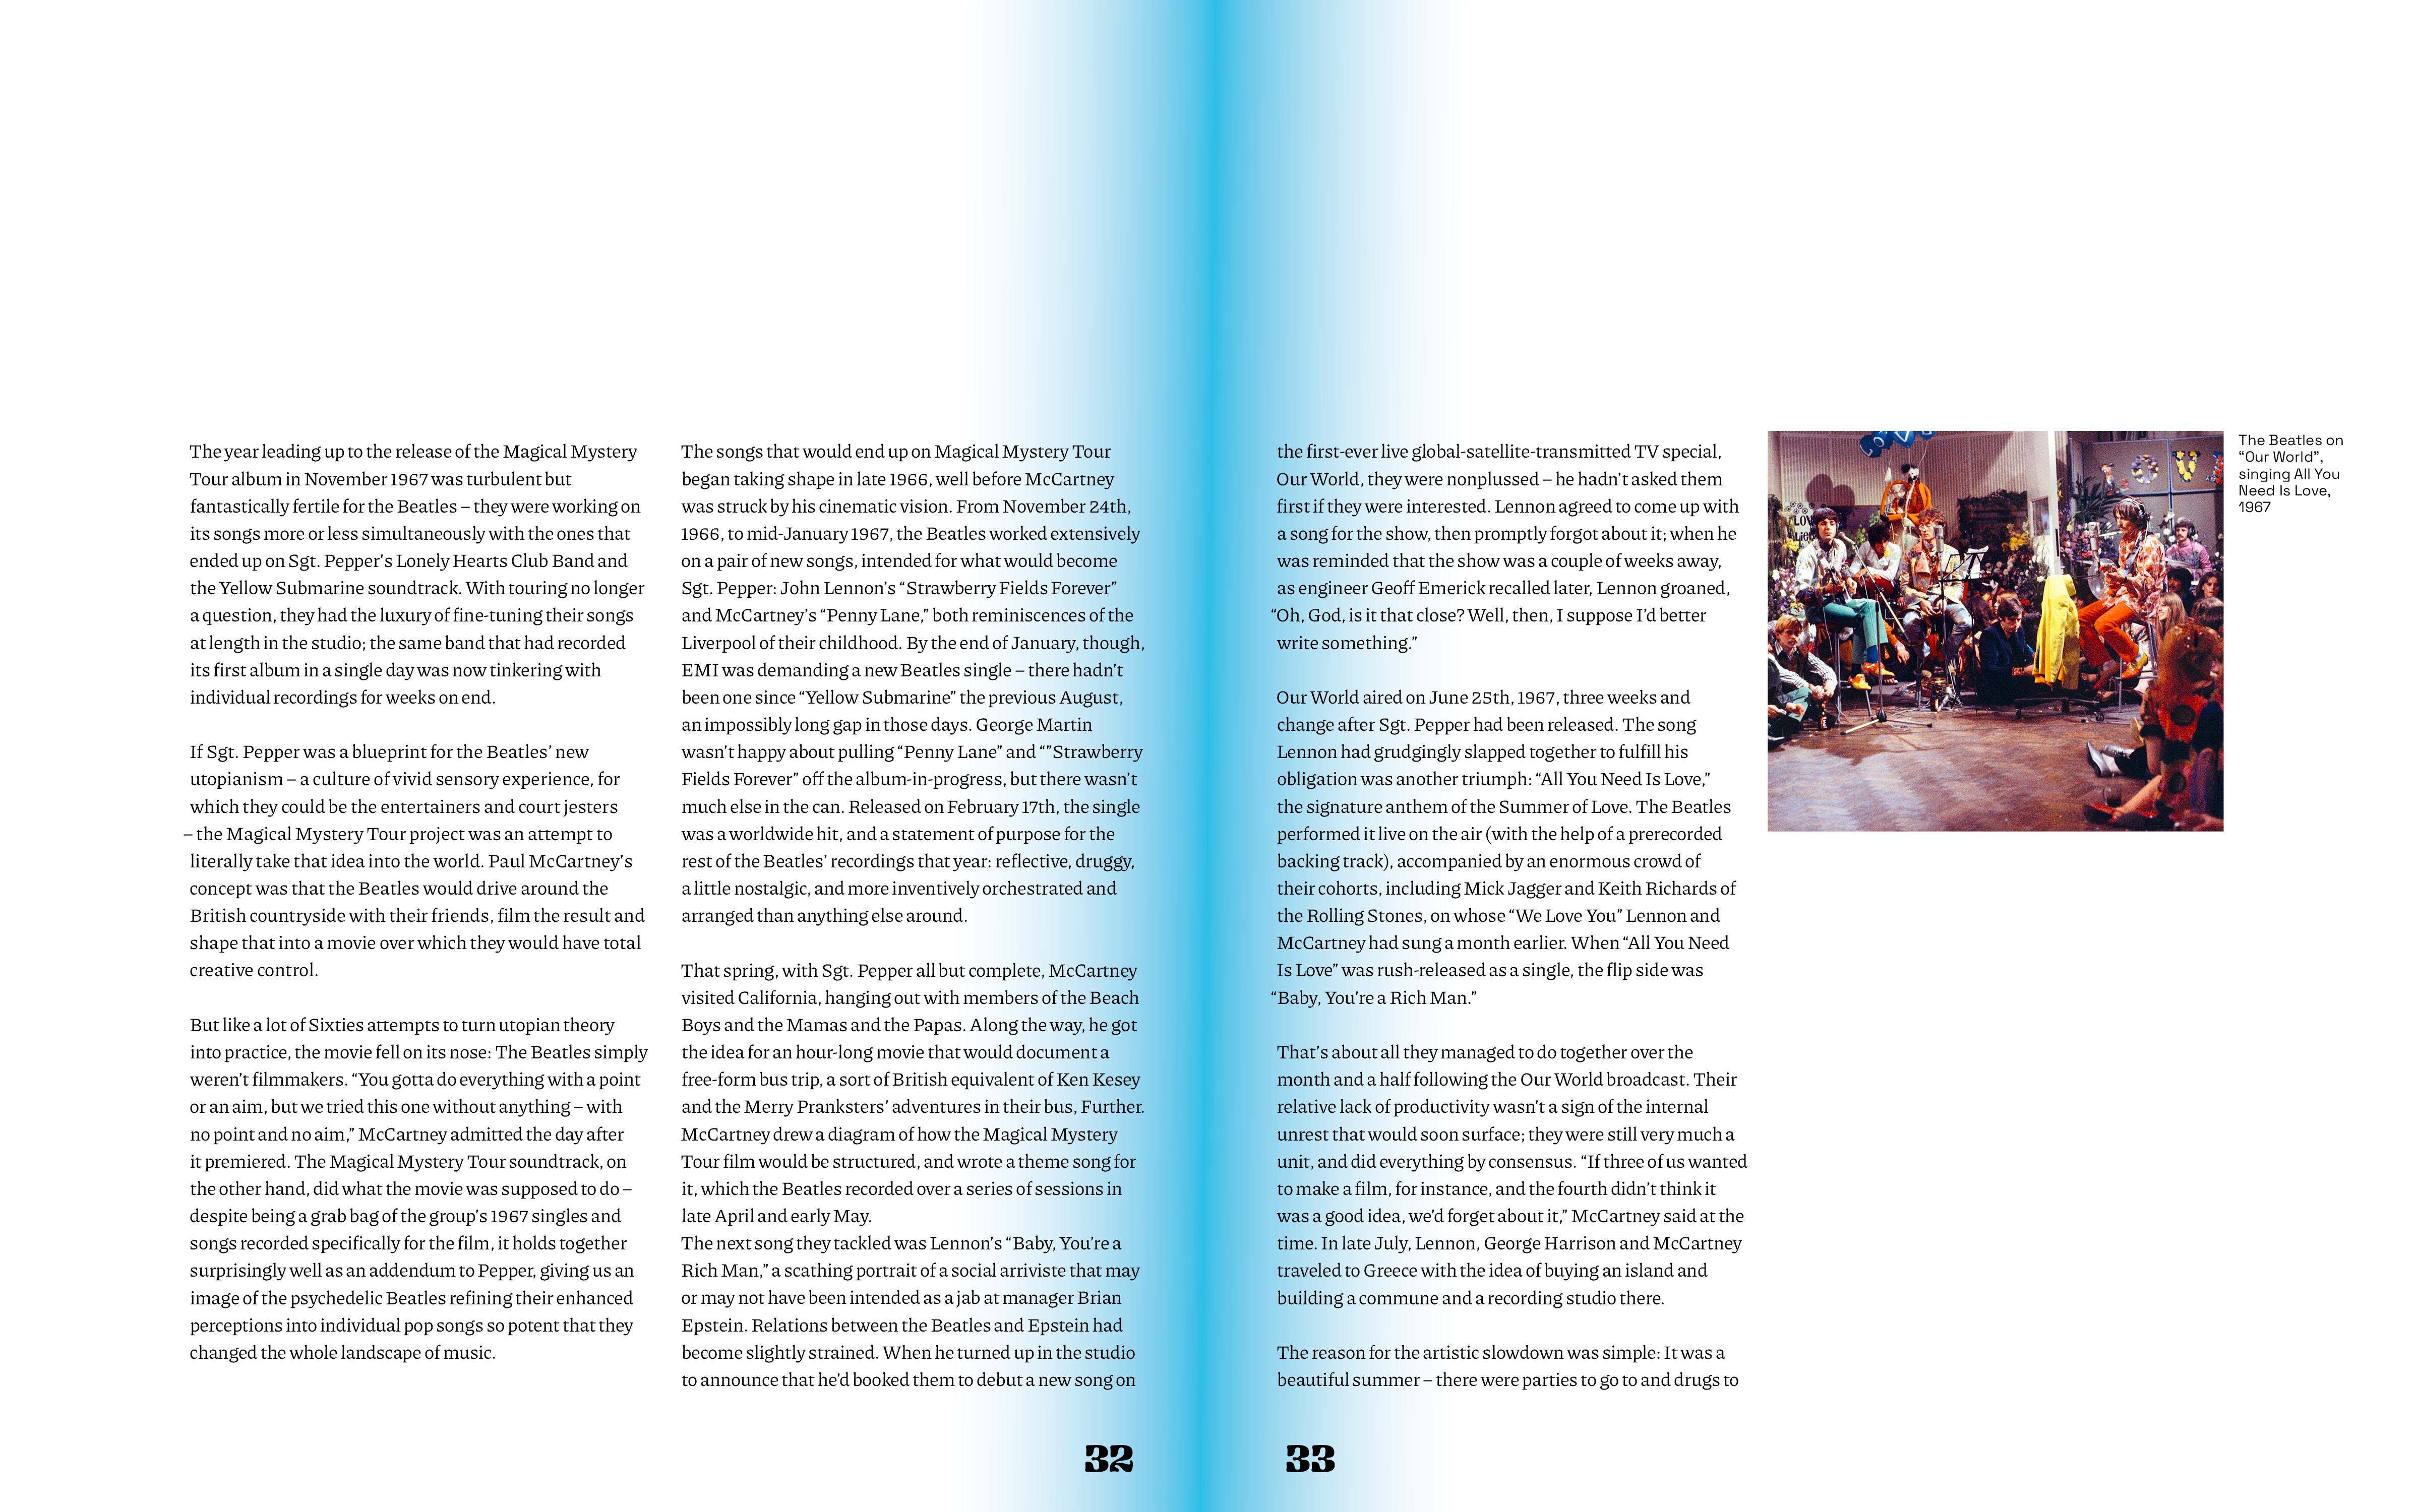 The year leading up to the release of the Magical Mystery
Tour album in November 1967 was turbulent but
fantastically fertile for the Beatles – they were working on
its songs more or less simultaneously with the ones that
ended up on Sgt. Pepper’s Lonely Hearts Club Band and
the Yellow Submarine soundtrack. With touring no longer
a question, they had the luxury of fine-tuning their songs
at length in the studio; the same band that had recorded
its first album in a single day was now tinkering with
individual recordings for weeks on end.
If Sgt. Pepper was a blueprint for the Beatles’ new
utopianism – a culture of vivid sensory experience, for
which they could be the entertainers and court jesters
– the Magical Mystery Tour project was an attempt to
literally take that idea into the world. Paul McCartney’s
concept was that the Beatles would drive around the
British countryside with their friends, film the result and
shape that into a movie over which they would have total
creative control.
But like a lot of Sixties attempts to turn utopian theory
into practice, the movie fell on its nose: The Beatles simply
weren’t filmmakers. “You gotta do everything with a point
or an aim, but we tried this one without anything – with
no point and no aim,” McCartney admitted the day after
it premiered. The Magical Mystery Tour soundtrack, on
the other hand, did what the movie was supposed to do –
despite being a grab bag of the group’s 1967 singles and
songs recorded specifically for the film, it holds together
surprisingly well as an addendum to Pepper, giving us an
image of the psychedelic Beatles refining their enhanced
perceptions into individual pop songs so potent that they
changed the whole landscape of music.
The songs that would end up on Magical Mystery Tour
began taking shape in late 1966, well before McCartney
was struck by his cinematic vision. From November 24th,
1966, to mid-January 1967, the Beatles worked extensively
on a pair of new songs, intended for what would become
Sgt. Pepper: John Lennon’s “Strawberry Fields Forever”
and McCartney’s “Penny Lane,” both reminiscences of the
Liverpool of their childhood. By the end of January, though,
EMI was demanding a new Beatles single – there hadn’t
been one since “Yellow Submarine” the previous August,
an impossibly long gap in those days. George Martin
wasn’t happy about pulling “Penny Lane” and “”Strawberry
Fields Forever” off the album-in-progress, but there wasn’t
much else in the can. Released on February 17th, the single
was a worldwide hit, and a statement of purpose for the
rest of the Beatles’ recordings that year: reflective, druggy,
a little nostalgic, and more inventively orchestrated and
arranged than anything else around.
That spring, with Sgt. Pepper all but complete, McCartney
visited California, hanging out with members of the Beach
Boys and the Mamas and the Papas. Along the way, he got
the idea for an hour-long movie that would document a
free-form bus trip, a sort of British equivalent of Ken Kesey
and the Merry Pranksters’ adventures in their bus, Further.
McCartney drew a diagram of how the Magical Mystery
Tour film would be structured, and wrote a theme song for
it, which the Beatles recorded over a series of sessions in
late April and early May.
The next song they tackled was Lennon’s “Baby, You’re a
Rich Man,” a scathing portrait of a social arriviste that may
or may not have been intended as a jab at manager Brian
Epstein. Relations between the Beatles and Epstein had
become slightly strained. When he turned up in the studio
to announce that he’d booked them to debut a new song on
32
the first-ever live global-satellite-transmitted TV special,
Our World, they were nonplussed – he hadn’t asked them
first if they were interested. Lennon agreed to come up with
a song for the show, then promptly forgot about it; when he
was reminded that the show was a couple of weeks away,
as engineer Geoff Emerick recalled later, Lennon groaned,
“Oh, God, is it that close? Well, then, I suppose I’d better
write something.”
Our World aired on June 25th, 1967, three weeks and
change after Sgt. Pepper had been released. The song
Lennon had grudgingly slapped together to fulfill his
obligation was another triumph: “All You Need Is Love,”
the signature anthem of the Summer of Love. The Beatles
performed it live on the air (with the help of a prerecorded
backing track), accompanied by an enormous crowd of
their cohorts, including Mick Jagger and Keith Richards of
the Rolling Stones, on whose “We Love You” Lennon and
McCartney had sung a month earlier. When “All You Need
Is Love” was rush-released as a single, the flip side was
“Baby, You’re a Rich Man.”
That’s about all they managed to do together over the
month and a half following the Our World broadcast. Their
relative lack of productivity wasn’t a sign of the internal
unrest that would soon surface; they were still very much a
unit, and did everything by consensus. “If three of us wanted
to make a film, for instance, and the fourth didn’t think it
was a good idea, we’d forget about it,” McCartney said at the
time. In late July, Lennon, George Harrison and McCartney
traveled to Greece with the idea of buying an island and
building a commune and a recording studio there.
The reason for the artistic slowdown was simple: It was a
beautiful summer – there were parties to go to and drugs to
33
The Beatles on
“Our World”,
singing All You
Need Is Love,
1967